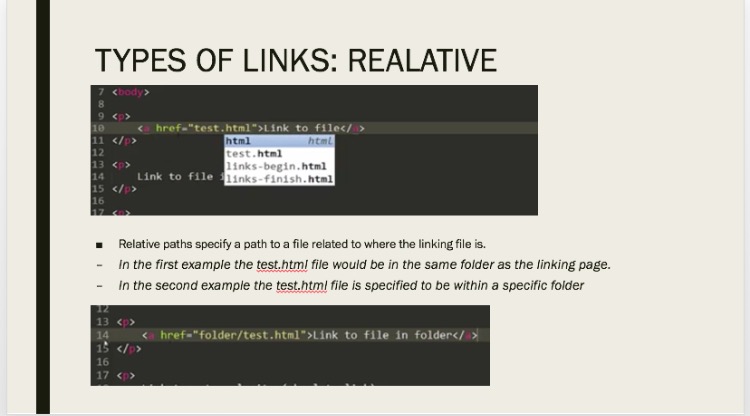 TYPES OF LINKS: REALATIVE
7 <body>
8
9 <p>
10 <a href="test.html">Link to file</a>
11 </p>
html html
12
test.html
13 <p>
links-begin.html
14 Link to file
links-finish.html
15 </p>
16
17 <p>
■ Relative paths specify a path to a file related to where the linking file is.
– In the first example the test.html file would be in the same folder as the linking page.
– In the second example the test.html file is specified to be within a specific folder
12
13 <p>
14 <a href="folder/test.html">Link to file in folder</a>
15 </p>
16
17 <p>